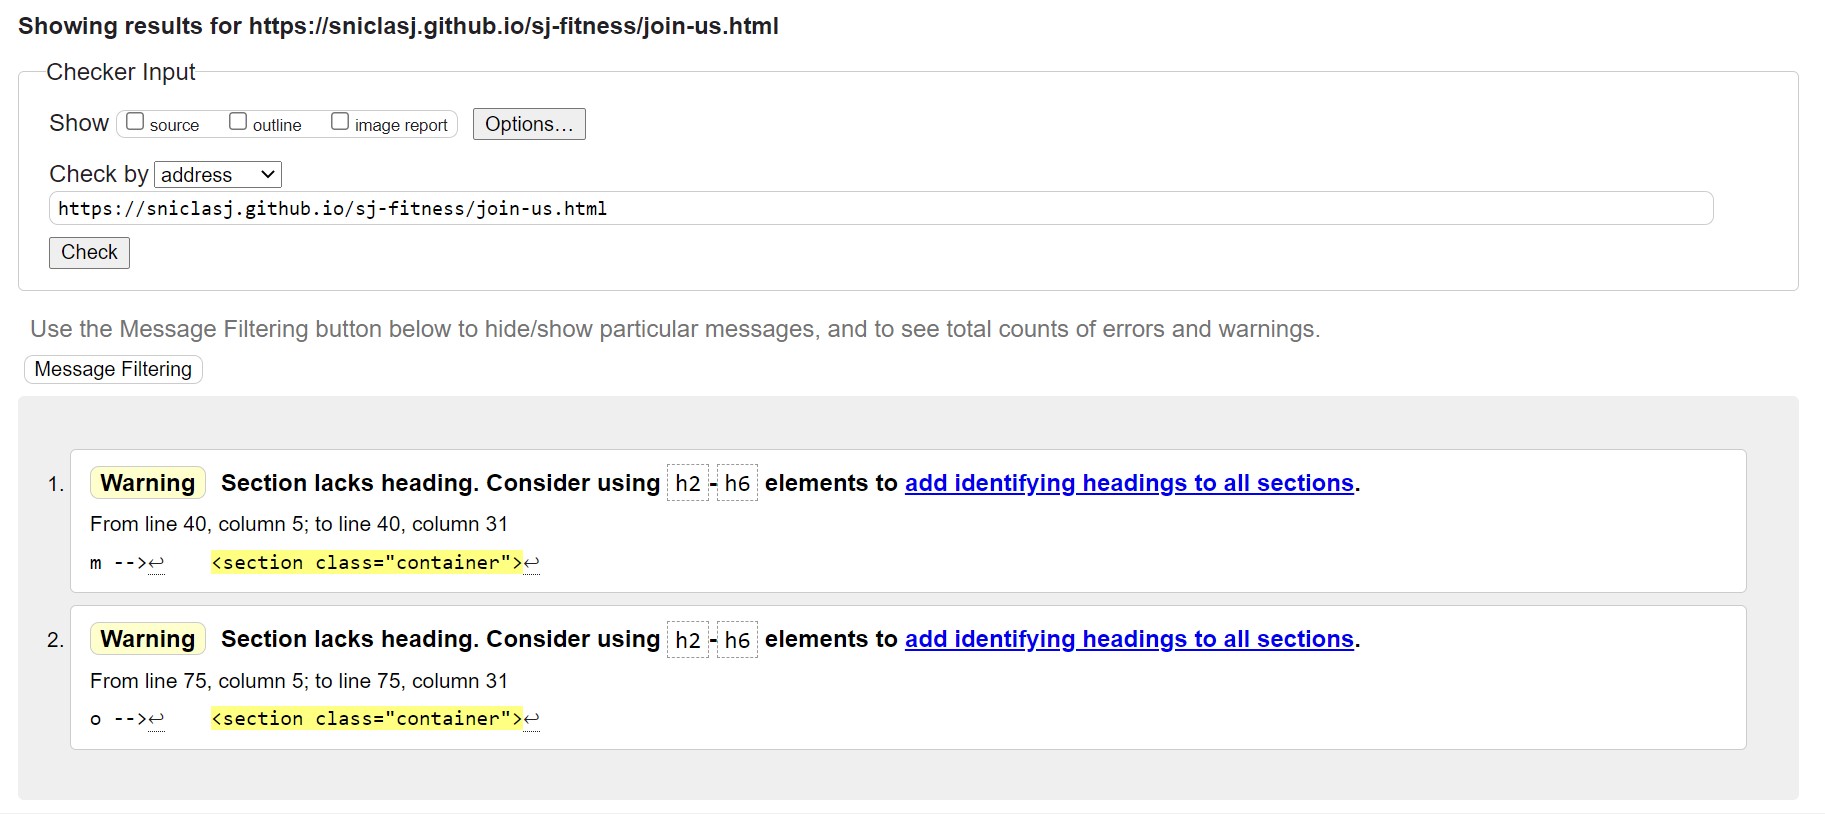 Showing results for https://sniclasj.github.io/sj-fitness/join-us.html
Checker Input
Show source outline image report Options...
Check by address
https://sniclasj.github.io/sj-fitness/join-us.html
Check
Use the Message Filtering button below to hide/show particular messages, and to see total counts of errors and warnings.
Message Filtering
1. Warning Section lacks heading. Consider using h2-h6 elements to add identifying headings to all sections.
From line 40, column 5; to line 40, column 31
m -->↩ <section class="container">↩
2. Warning Section lacks heading. Consider using h2-h6 elements to add identifying headings to all sections.
From line 75, column 5; to line 75, column 31
o -->↩ <section class="container">↩